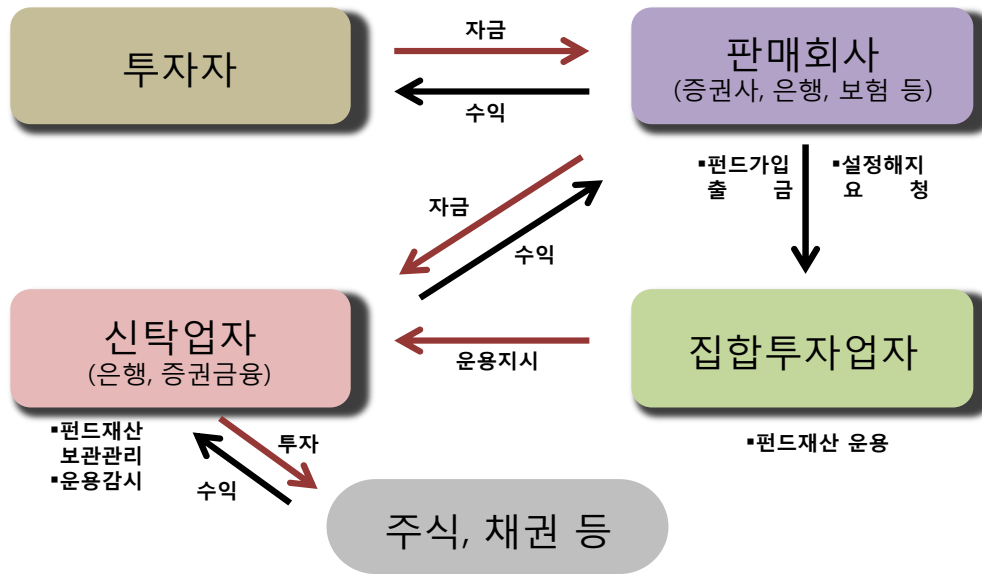 투자자
자금
수익
판매회사
(증권사, 은행, 보험 등)
▪펀드가입
출 금
▪설정해지
요 청
자금
수익
신탁업자
(은행, 증권금융)
운용지시
집합투자업자
▪펀드재산
보관관리
▪운용감시
투자
수익
▪펀드재산 운용
주식, 채권 등